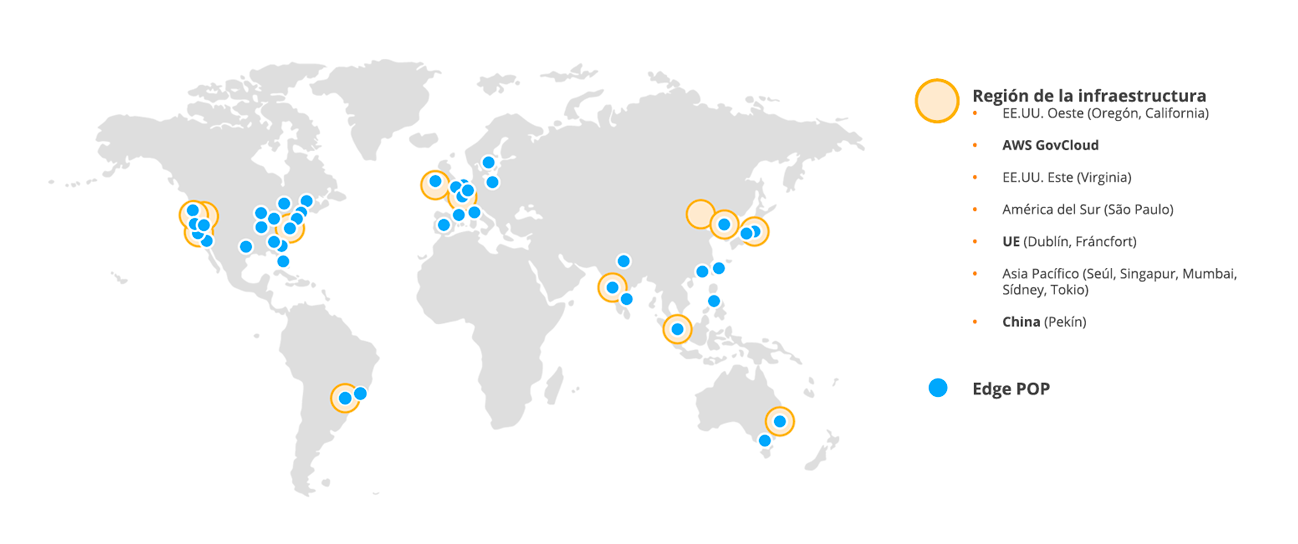 Región de la infraestructura
• EE.UU. Oeste (Oregón, California)
• AWS GovCloud
• EE.UU. Este (Virginia)
• América del Sur (São Paulo)
• UE (Dublín, Fráncfort)
• Asia Pacífico (Seúl, Singapur, Mumbai,
Sídney, Tokio)
• China (Pekín)
Edge POP